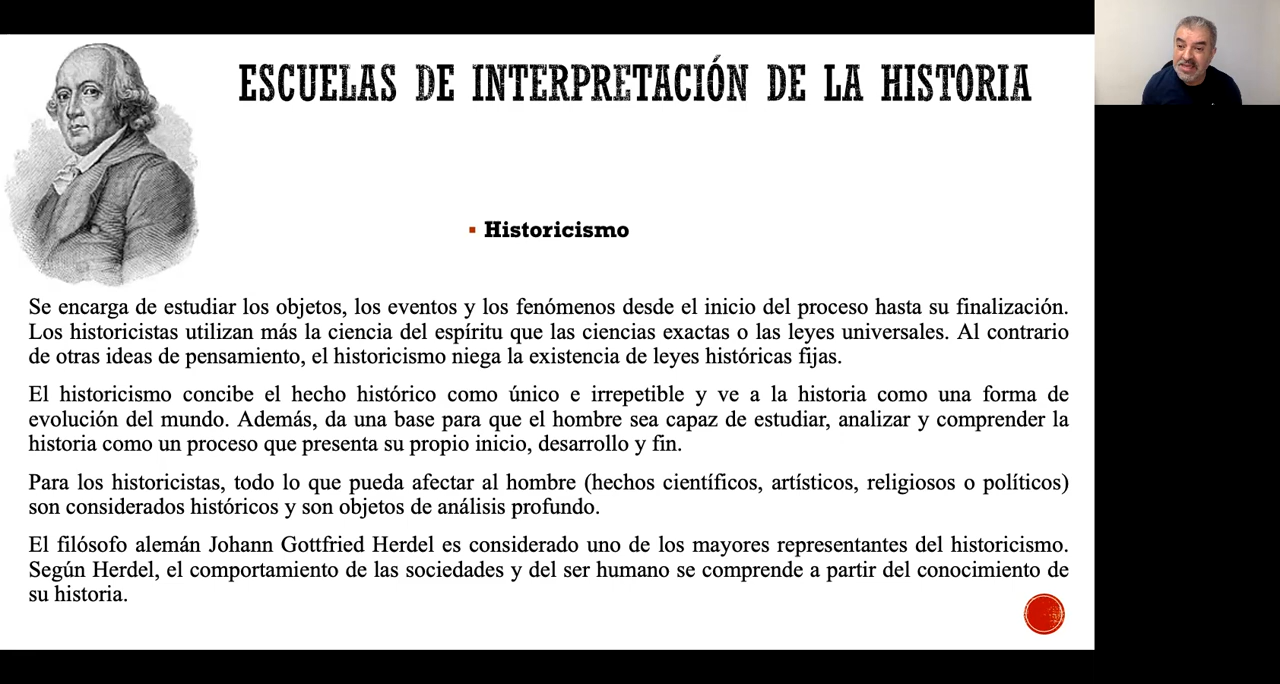 ESCUELAS DE INTERPRETACIÓN DE LA HISTORIA
▪ Historicismo
Se encarga de estudiar los objetos, los eventos y los fenómenos desde el inicio del proceso hasta su finalización.
Los historicistas utilizan más la ciencia del espíritu que las ciencias exactas o las leyes universales. Al contrario
de otras ideas de pensamiento, el historicismo niega la existencia de leyes históricas fijas.
El historicismo concibe el hecho histórico como único e irrepetible y ve a la historia como una forma de
evolución del mundo. Además, da una base para que el hombre sea capaz de estudiar, analizar y comprender la
historia como un proceso que presenta su propio inicio, desarrollo y fin.
Para los historicistas, todo lo que pueda afectar al hombre (hechos científicos, artísticos, religiosos o políticos)
son considerados históricos y son objetos de análisis profundo.
El filósofo alemán Johann Gottfried Herdel es considerado uno de los mayores representantes del historicismo.
Según Herdel, el comportamiento de las sociedades y del ser humano se comprende a partir del conocimiento de
su historia.